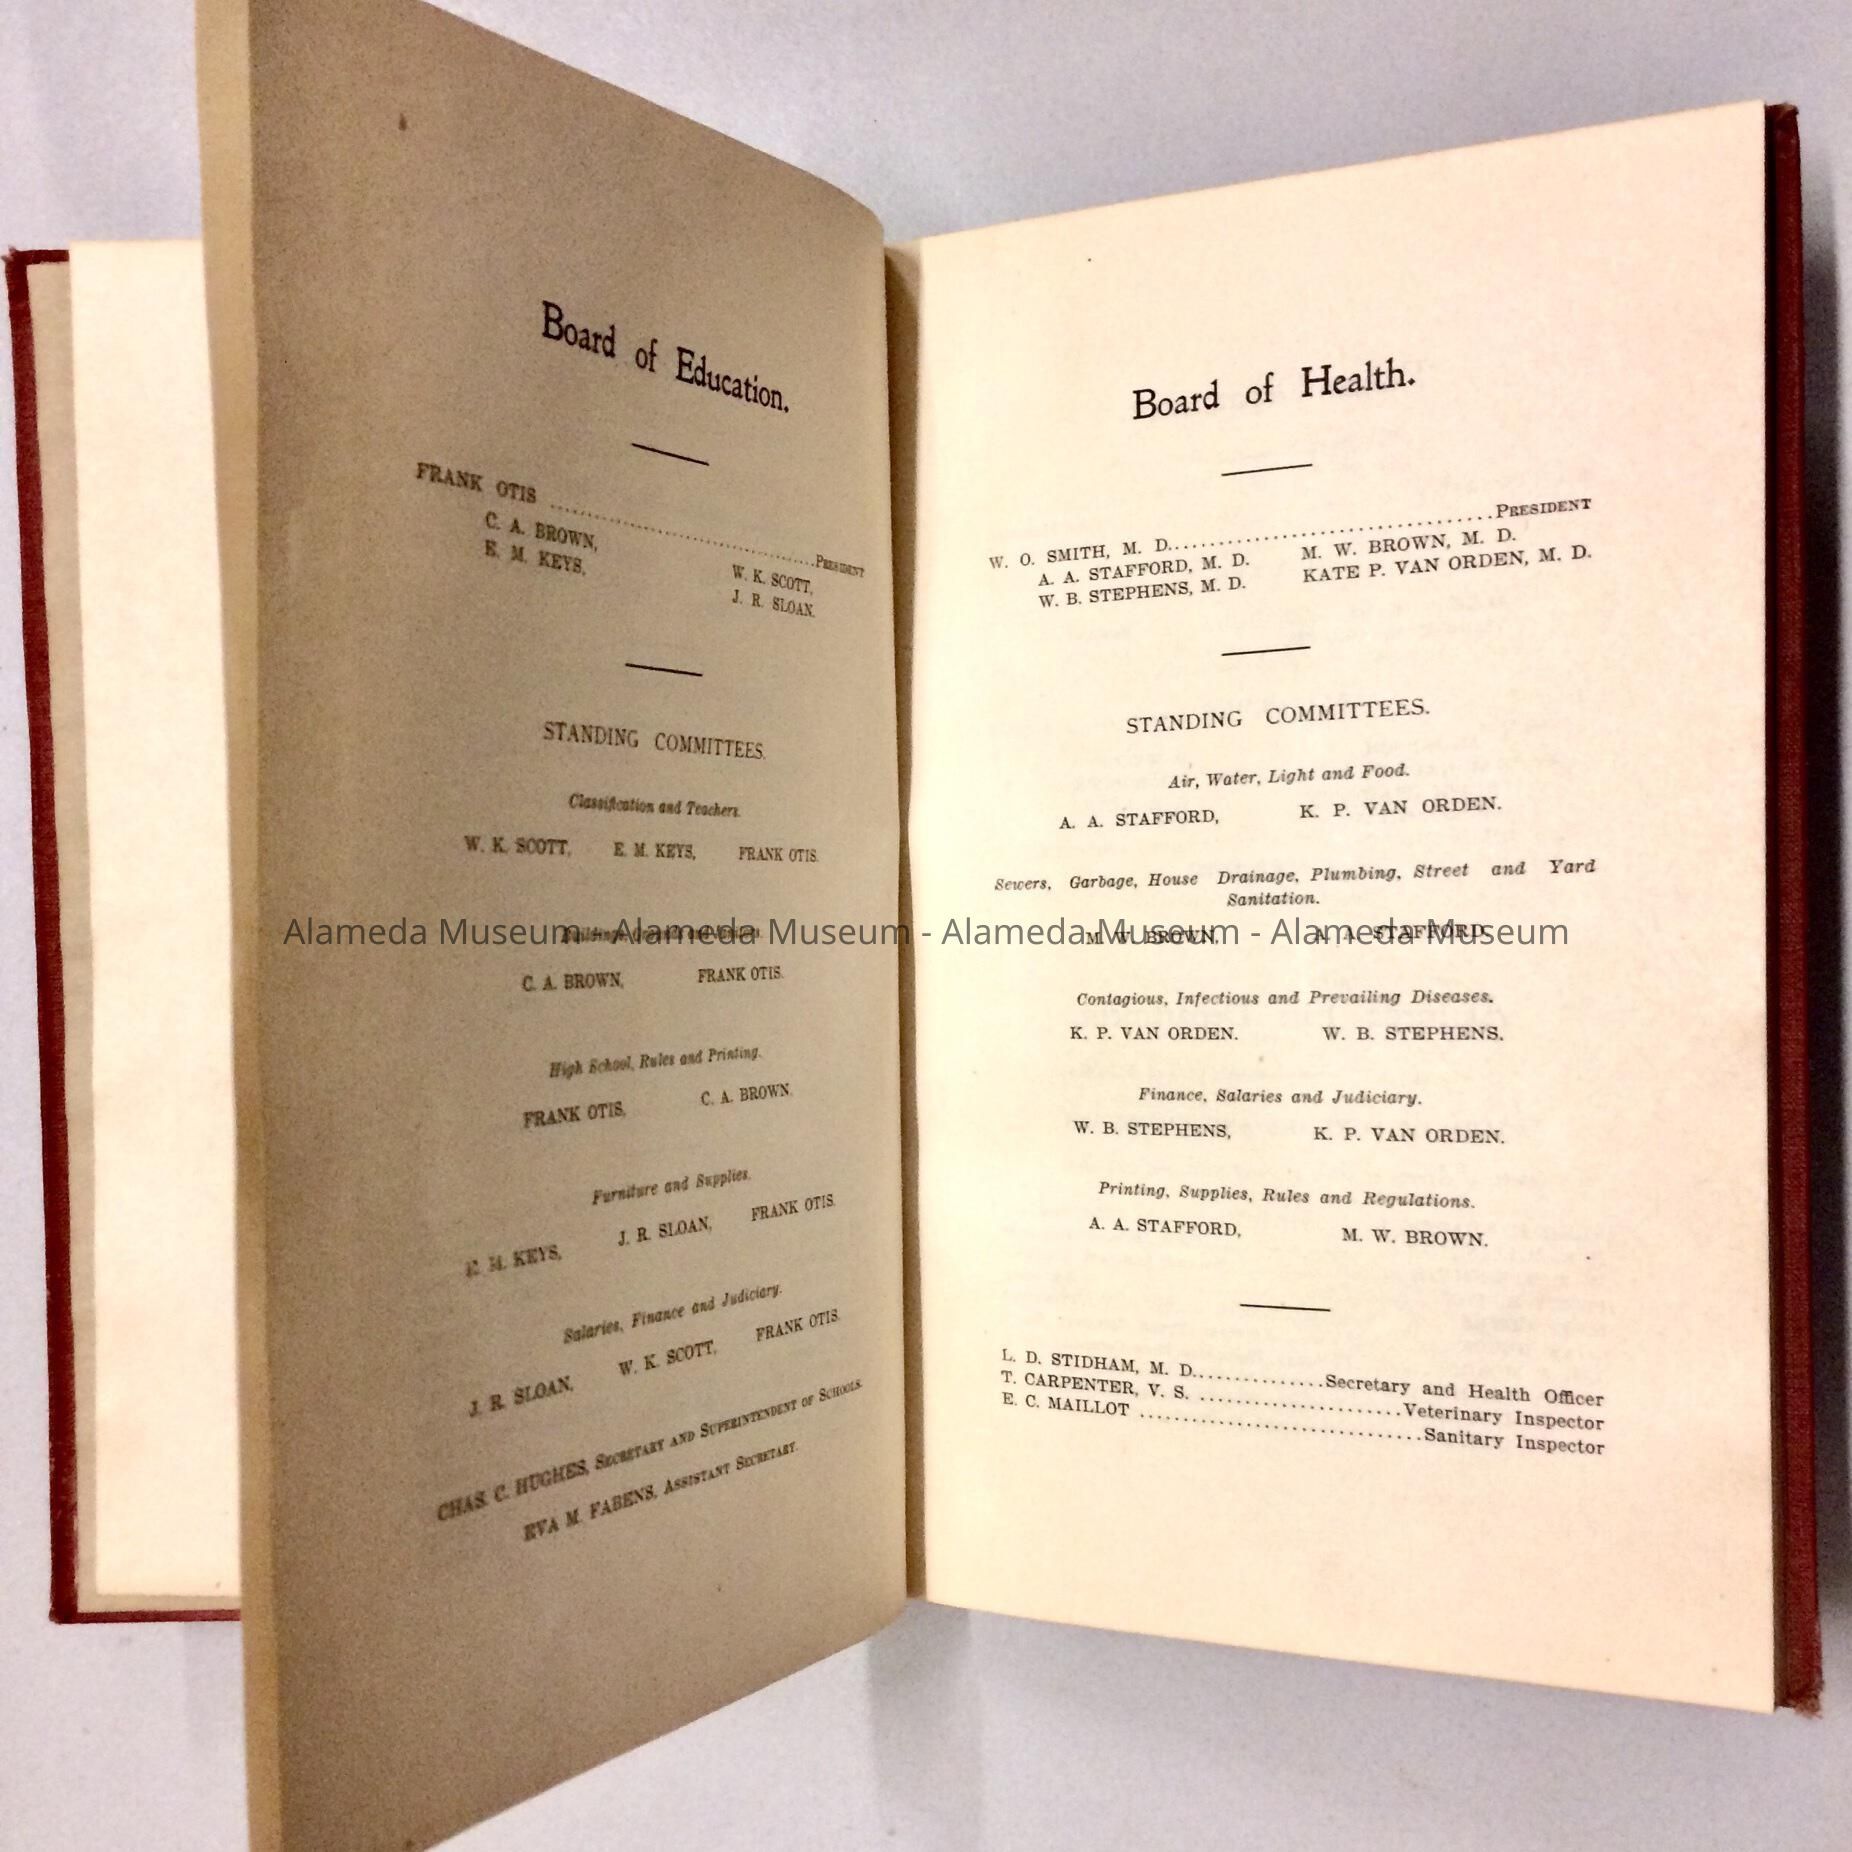 Board of Education.
FRANK OTIS ........ PRESIDENT
C. A. BROWN, W. K. SCOTT,
E. M. KEYS, J. R. SLOAN.
STANDING COMMITTEES.
Classification and Teachers.
W. K. SCOTT, E. M. KEYS, FRANK OTIS.
C. A. BROWN, FRANK OTIS.
High School, Rules and Printing.
FRANK OTIS, C. A. BROWN.
Furniture and Supplies.
E. M. KEYS, J. R. SLOAN, FRANK OTIS.
Salaries, Finance and Judiciary.
J. R. SLOAN, W. K. SCOTT, FRANK OTIS.
CHAS. C. HUGHES, SECRETARY AND SUPERINTENDENT OF SCHOOLS.
EVA M. FABENS, ASSISTANT SECRETARY.
Board of Health.
W. O. SMITH, M. D. ........ PRESIDENT
A. A. STAFFORD, M. D. M. W. BROWN, M. D.
W. B. STEPHENS, M. D. KATE P. VAN ORDEN, M. D.
STANDING COMMITTEES.
Air, Water, Light and Food.
A. A. STAFFORD, K. P. VAN ORDEN.
Sewers, Garbage, House Drainage, Plumbing, Street and Yard
Sanitation.
M. W. BROWN, A. A. STAFFORD.
Contagious, Infectious and Prevailing Diseases.
K. P. VAN ORDEN. W. B. STEPHENS.
Finance, Salaries and Judiciary.
W. B. STEPHENS, K. P. VAN ORDEN.
Printing, Supplies, Rules and Regulations.
A. A. STAFFORD, M. W. BROWN.
L. D. STIDHAM, M. D. ........ Secretary and Health Officer
T. CARPENTER, V. S. ........ Veterinary Inspector
E. C. MAILLOT ........ Sanitary Inspector
Alameda Museum - Alameda Museum - Alameda Museum - Alameda Museum